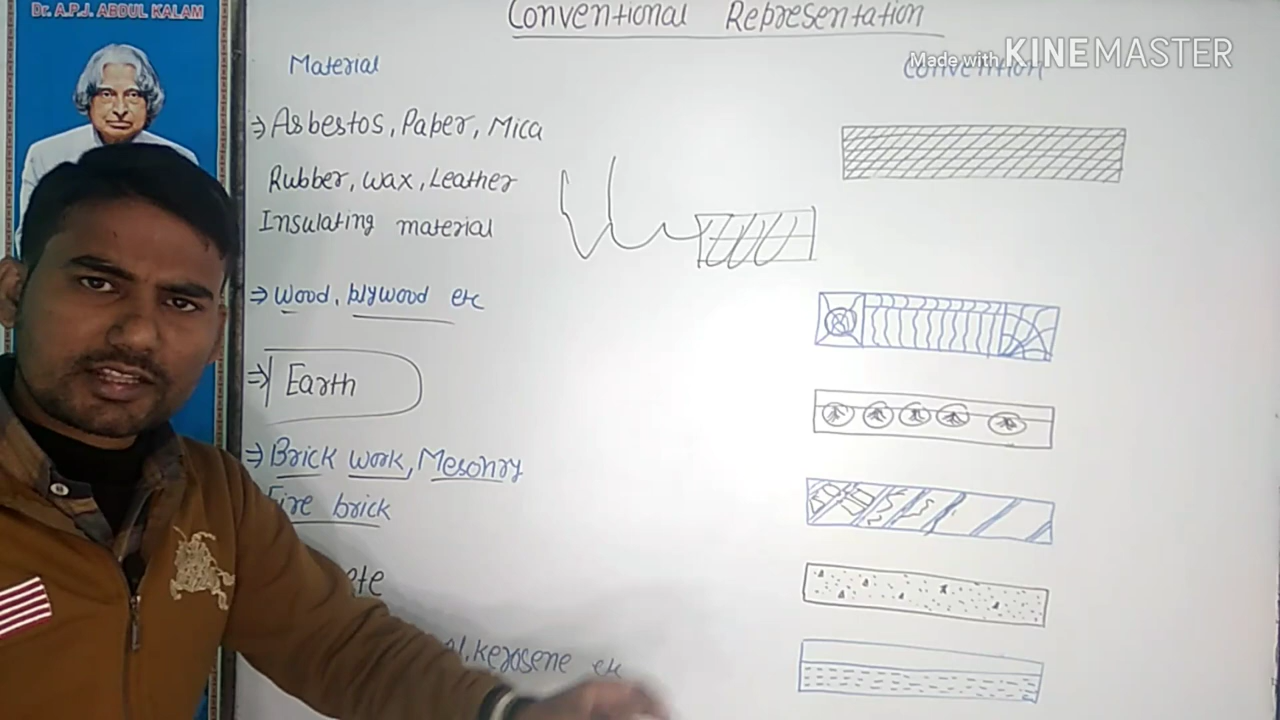 Dr. A.P.J. ABDUL KALAM
Conventional Representation
Made with KINEMASTER
Material
Convention
⇒ Asbestos, Paper, Mica
Rubber, Wax, Leather
Insulating material
⇒ Wood, plywood etc
⇒ Earth
⇒ Brick work, Mesonry
Fire brick
kerosene etc